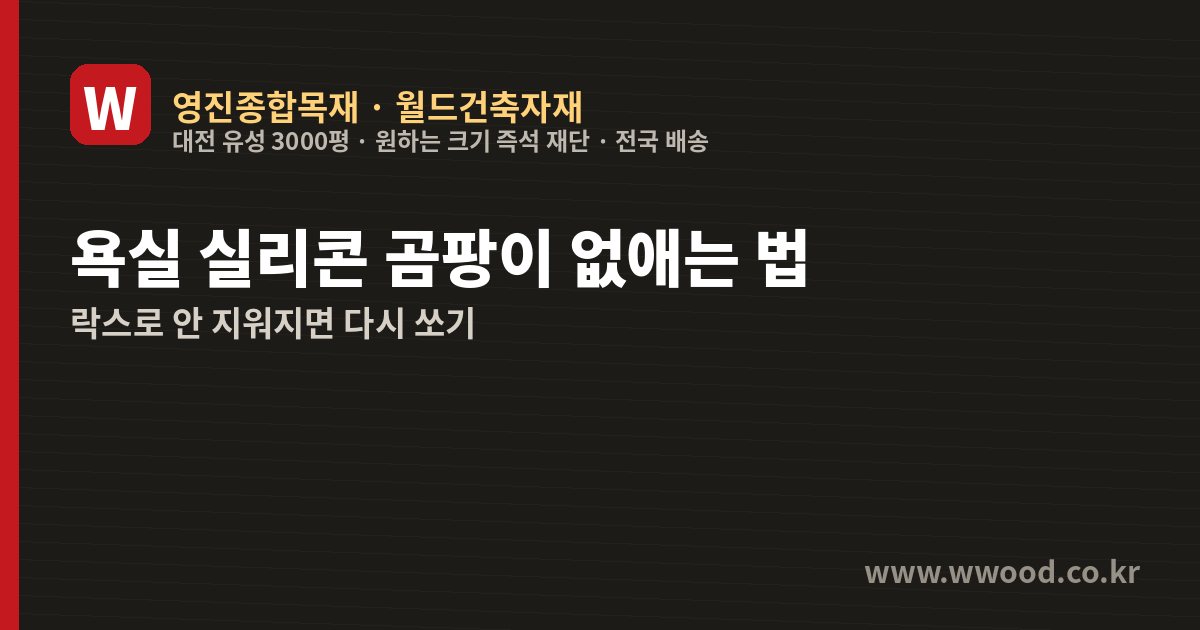 W
영진종합목재 · 월드건축자재
대전 유성 3000평 · 원하는 크기 즉석 재단 · 전국 배송
욕실 실리콘 곰팡이 없애는 법
락스로 안 지워지면 다시 쏘기
www.wwood.co.kr